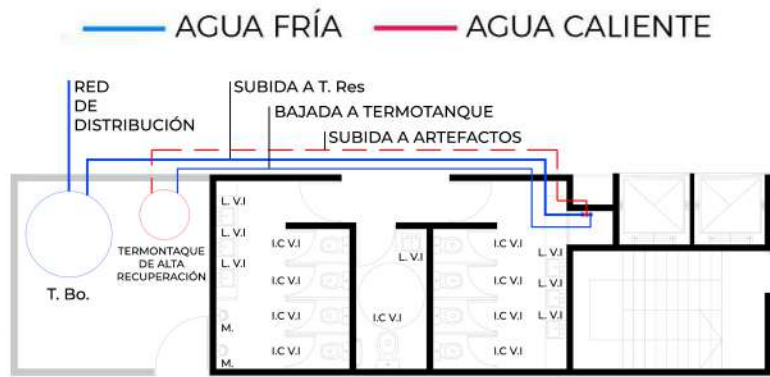 AGUA FRÍA
AGUA CALIENTE
RED
DE
DISTRIBUCIÓN
SUBIDA A T. Res
BAJADA A TERMOTANQUE
SUBIDA A ARTEFACTOS
TERMONTAQUE
DE ALTA
RECUPERACIÓN
T. Bo.
L. V.I
L. V.I
L. V.I
M.
M.
I.C V.I
I.C V.I
I.C V.I
I.C V.I
L. V.I
I.C V.I
I.C V.I
I.C V.I
I.C V.I
I.C V.I
L. V.I
L. V.I
L. V.I